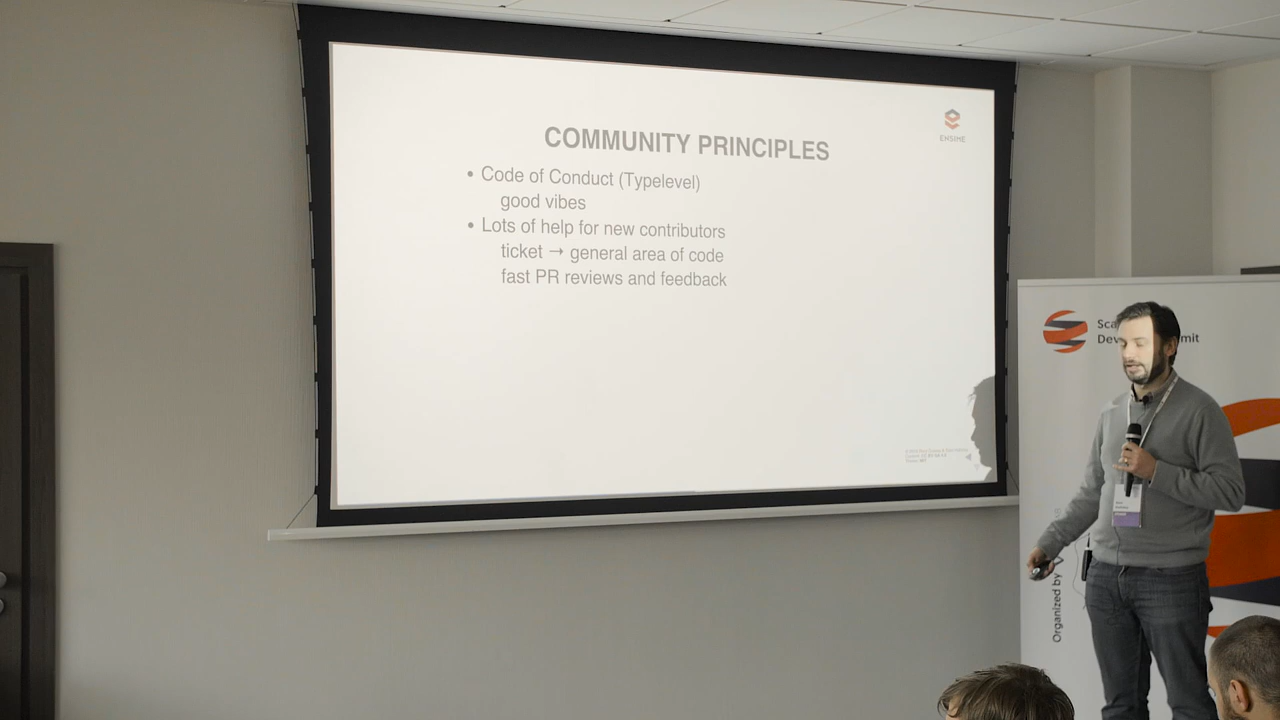 ENSIME
COMMUNITY PRINCIPLES
• Code of Conduct (Typelevel)
good vibes
• Lots of help for new contributors
ticket → general area of code
fast PR reviews and feedback
Organized by